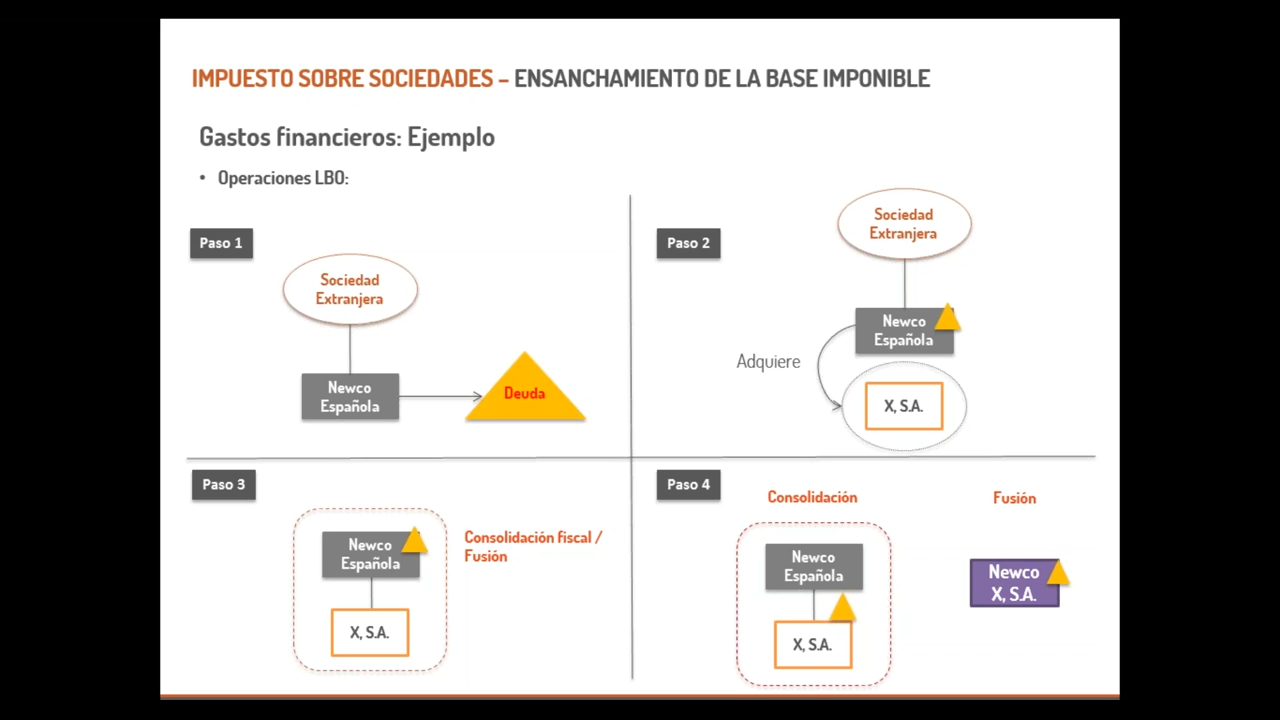 IMPUESTO SOBRE SOCIEDADES – ENSANCHAMIENTO DE LA BASE IMPONIBLE
Gastos financieros: Ejemplo
• Operaciones LBO:
Paso 1
Sociedad
Extranjera
Newco
Española
Deuda
Paso 2
Sociedad
Extranjera
Newco
Española
Adquiere
X, S.A.
Paso 3
Newco
Española
X, S.A.
Consolidación fiscal /
Fusión
Paso 4
Consolidación
Newco
Española
X, S.A.
Fusión
Newco
X, S.A.